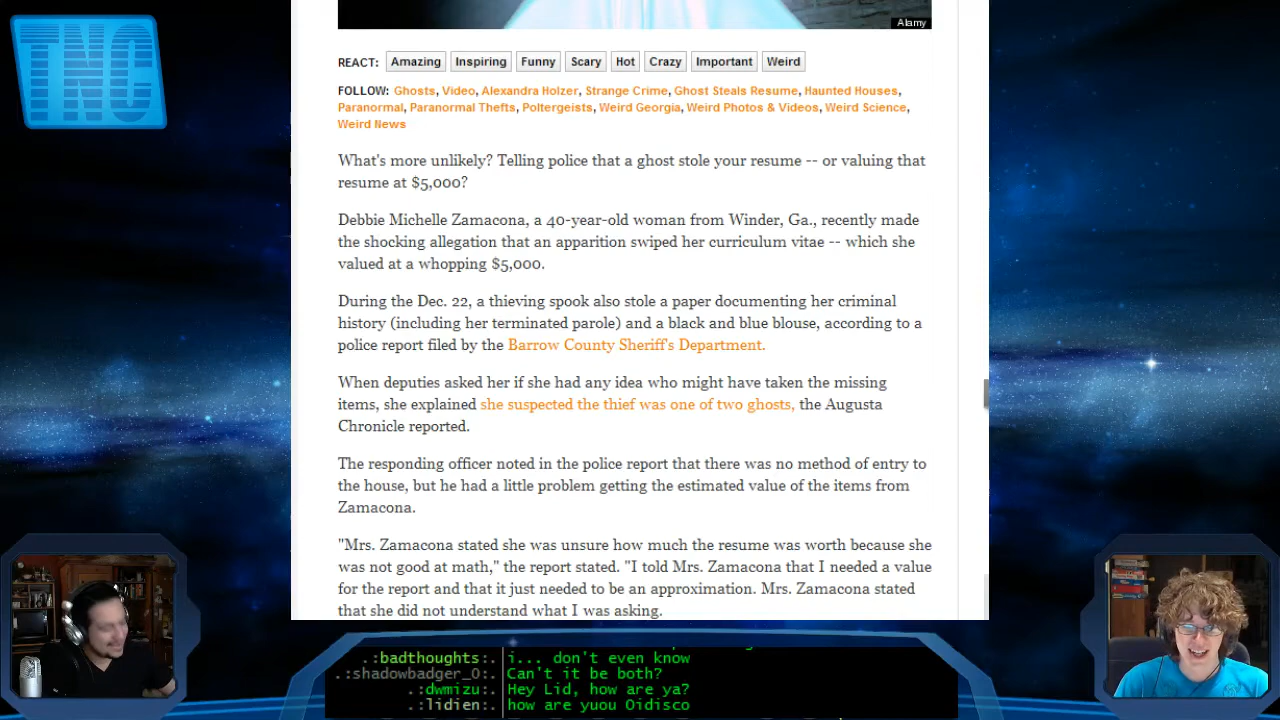 TNC
Alamy
REACT: Amazing Inspiring Funny Scary Hot Crazy Important Weird
FOLLOW: Ghosts, Video, Alexandra Holzer, Strange Crime, Ghost Steals Resume, Haunted Houses,
Paranormal, Paranormal Thefts, Poltergeists, Weird Georgia, Weird Photos & Videos, Weird Science,
Weird News
What's more unlikely? Telling police that a ghost stole your resume -- or valuing that
resume at $5,000?
Debbie Michelle Zamacona, a 40-year-old woman from Winder, Ga., recently made
the shocking allegation that an apparition swiped her curriculum vitae -- which she
valued at a whopping $5,000.
During the Dec. 22, a thieving spook also stole a paper documenting her criminal
history (including her terminated parole) and a black and blue blouse, according to a
police report filed by the Barrow County Sheriff's Department.
When deputies asked her if she had any idea who might have taken the missing
items, she explained she suspected the thief was one of two ghosts, the Augusta
Chronicle reported.
The responding officer noted in the police report that there was no method of entry to
the house, but he had a little problem getting the estimated value of the items from
Zamacona.
"Mrs. Zamacona stated she was unsure how much the resume was worth because she
was not good at math," the report stated. "I told Mrs. Zamacona that I needed a value
for the report and that it just needed to be an approximation. Mrs. Zamacona stated
that she did not understand what I was asking.
.:badthoughts:. i... don't even know
.:shadowbadger_0:. Can't it be both?
.:dwmizu:. Hey Lid, how are ya?
.:lidien:. how are yuou Oidisco